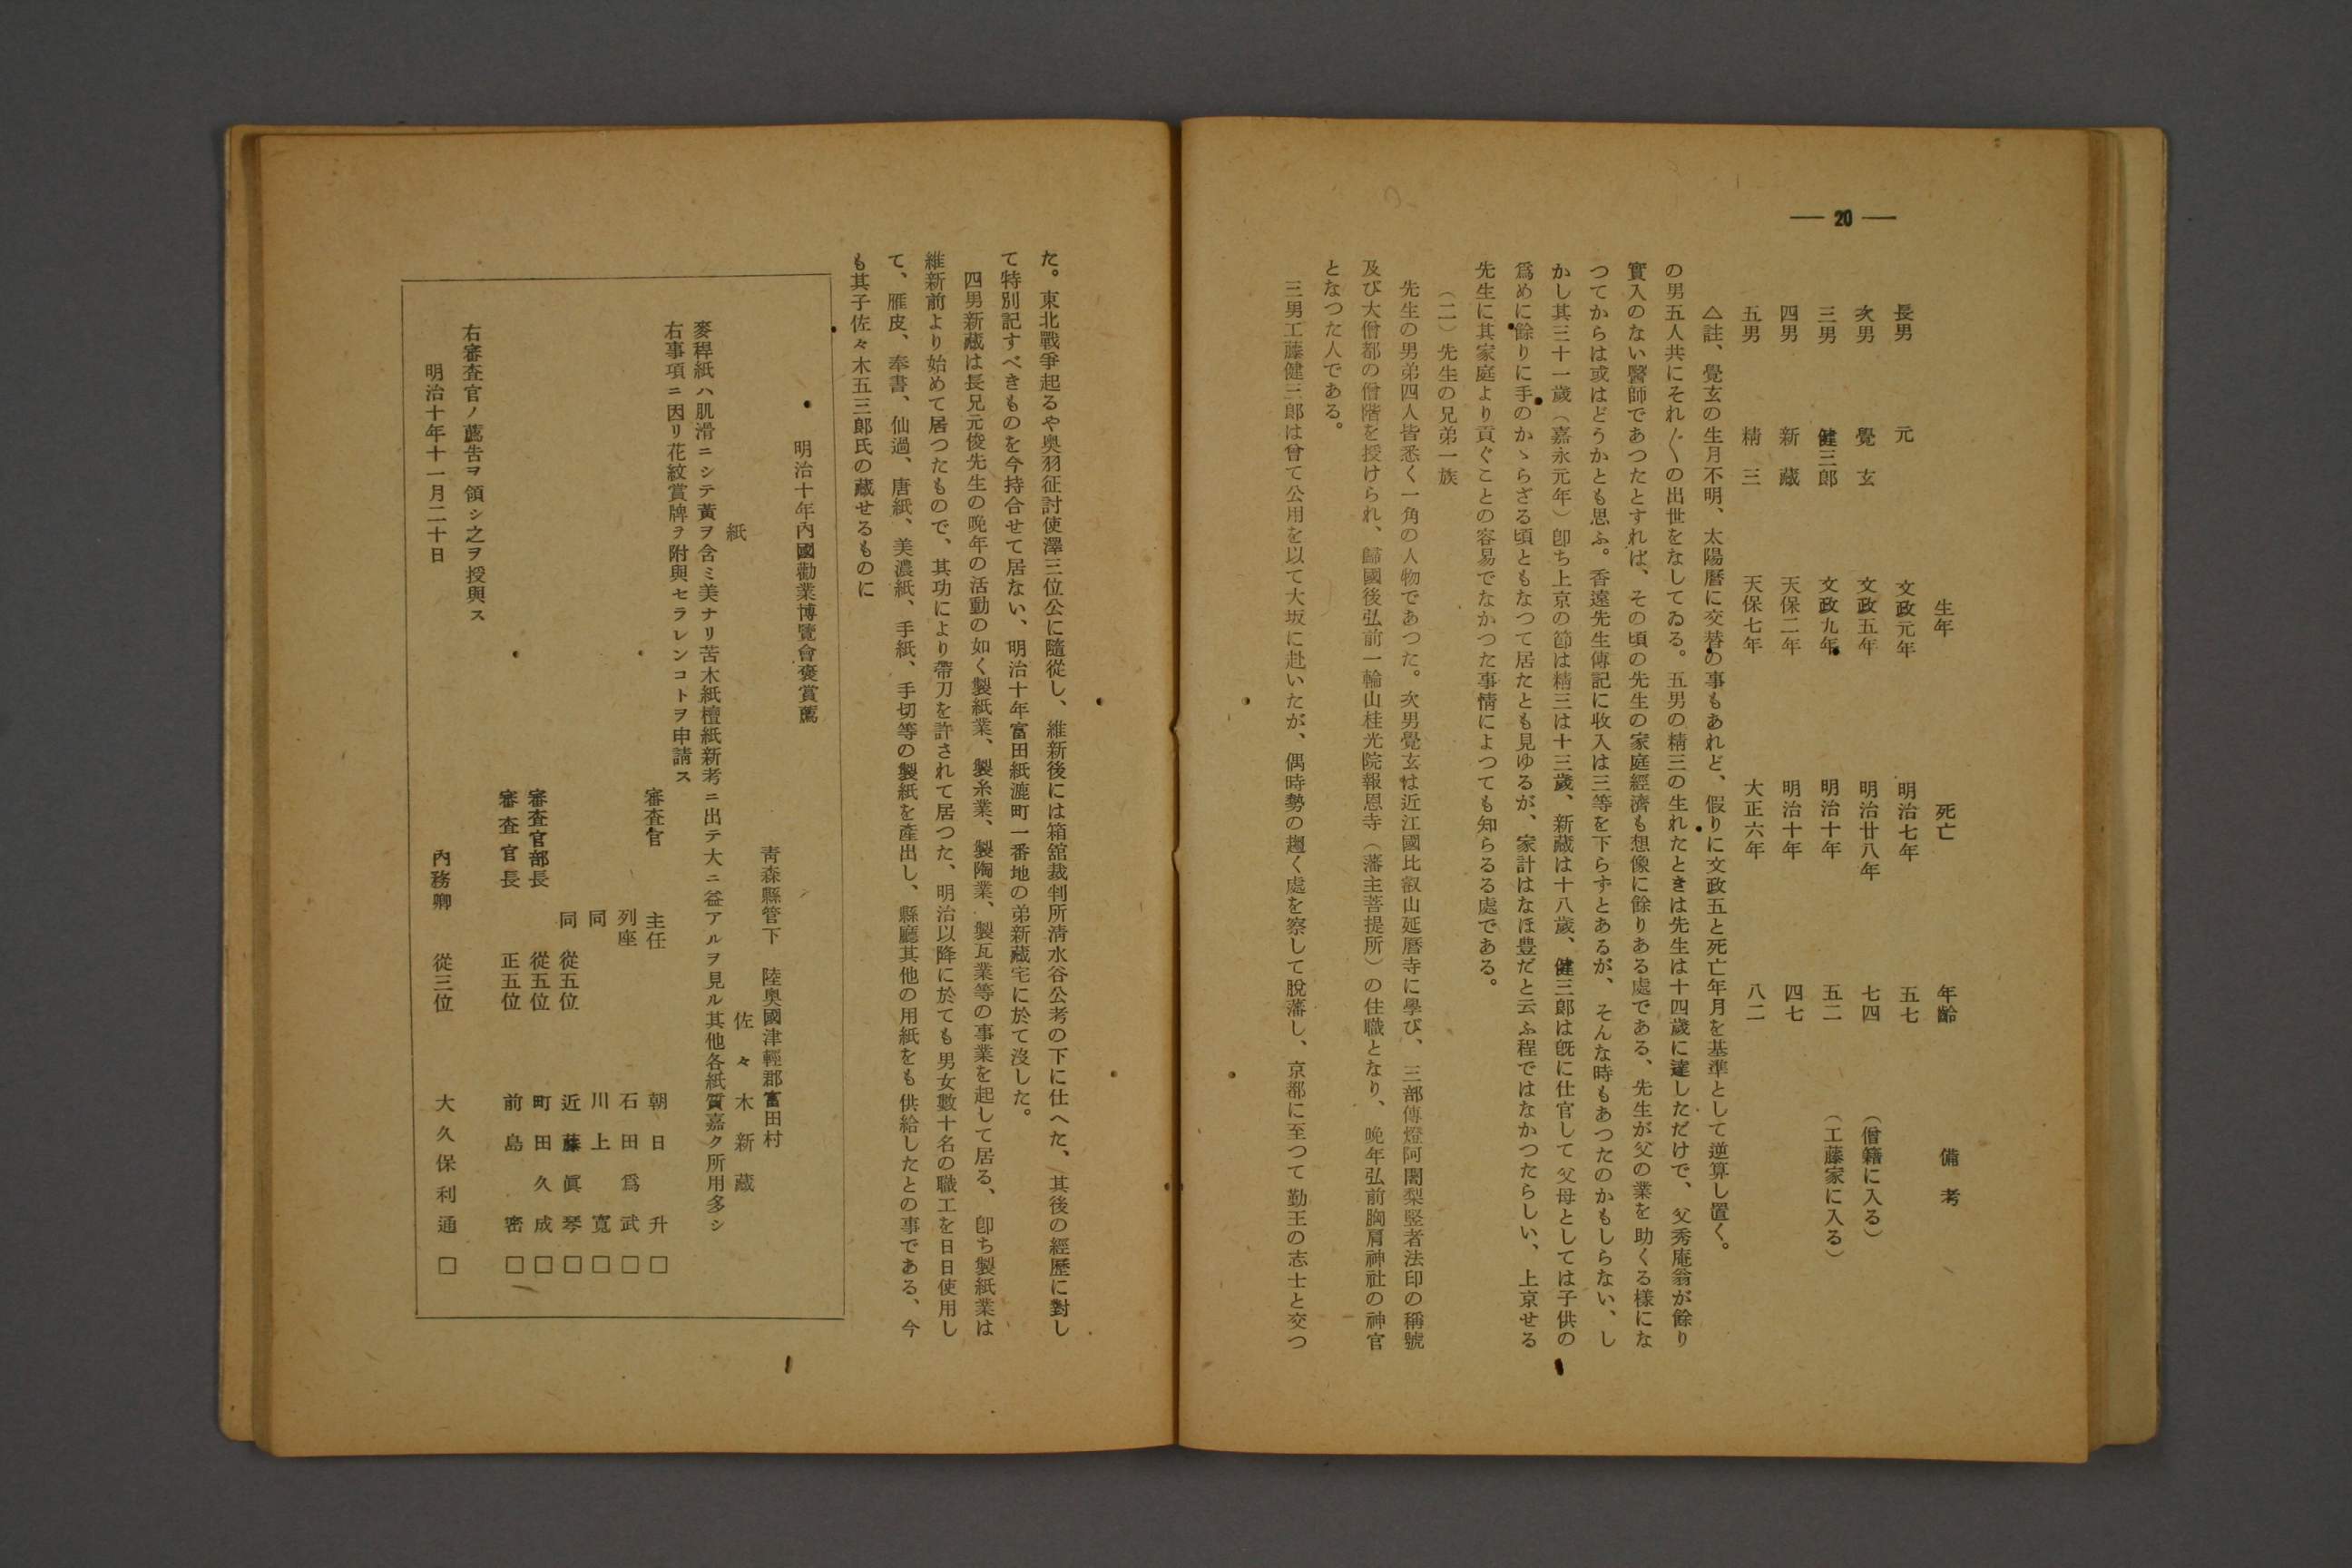 — 20 —
生年　死亡　年齢　備考
長男　元　文政元年　明治七年　五七
次男　覺玄　文政五年　明治廿八年　七四　（僧籍に入る）
三男　健三郎　文政九年　明治十年　五二　（工藤家に入る）
四男　新藏　天保二年　明治十年　四七
五男　精三　天保七年　大正六年　八二
△註、覺玄の生月不明、太陽曆に交替の事もあれど、假りに文政五と死亡年月を基準として逆算し置く。
の男五人共にそれ〲の出世をなしてゐる。五男の精三の生れたときは先生は十四歲に達しただけで、父秀庵翁が餘り
實入のない醫師であつたとすれば、その頃の先生の家庭經濟も想像に餘りある處である、先生が父の業を助くる樣にな
つてからは或はどうかとも思ふ。香遠先生傳記に收入は三等を下らずとあるが、そんな時もあつたのかもしらない、し
かし其三十一歲（嘉永元年）卽ち上京の節は精三は十三歲、新藏は十八歲、健三郎は旣に仕官して父母としては子供の
爲めに餘りに手のかゝらざる頃ともなつて居たとも見ゆるが、家計はなほ豊だと云ふ程ではなかつたらしい、上京せる
先生に其家庭より貢ぐことの容易でなかつた事情によつても知らるる處である。
（二）先生の兄弟一族
先生の男弟四人皆悉く一角の人物であつた。次男覺玄は近江國比叡山延曆寺に學び、三部傳燈阿闍梨竪者法印の稱號
及び大僧都の僧階を授けられ、歸國後弘前一輪山桂光院報恩寺（藩主菩提所）の住職となり、晩年弘前胸肩神社の神官
となつた人である。
三男工藤健三郎は曾て公用を以て大坂に赴いたが、偶時勢の趣く處を察して脫藩し、京都に至つて勤王の志士と交つ
た。東北戰爭起るや奥羽征討使澤三位公に隨從し、維新後には箱舘裁判所淸水谷公考の下に仕へた、其後の經歷に對し
て特別記すべきものを今持合せて居ない、明治十年富田紙漉町一番地の弟新藏宅に於て沒した。
四男新藏は長兄元俊先生の晩年の活動の如く製紙業、製糸業、製陶業、製瓦業等の事業を起して居る、卽ち製紙業は
維新前より始めて居つたもので、其功により帶刀を許されて居つた、明治以降に於ても男女數十名の職工を日日使用し
て、雁皮、奉書、仙過、唐紙、美濃紙、手紙、手切等の製紙を產出し、縣廳其他の用紙をも供給したとの事である、今
も其子佐々木五三郎氏の藏せるものに
明治十年內國勸業博覽會褒賞薦
靑森縣管下　陸奥國津輕郡富田村
紙　佐々木新藏
麥稈紙ハ肌滑ニシテ黃ヲ含ミ美ナリ苦木紙檀紙新考ニ出テ大ニ益アルヲ見ル其他各紙質嘉ク所用多シ
右事項ニ因リ花紋賞牌ヲ附與セラレンコトヲ申請ス
審査官　主任　朝日升□
列座　石田爲武□
同　川上寬□
同　從五位　近藤眞琴□
審査官部長　從五位　町田久成□
審査官長　正五位　前島密□
右審査官ノ薦告ヲ領シ之ヲ授與ス
明治十年十一月二十日　內務卿　從三位　大久保利通□